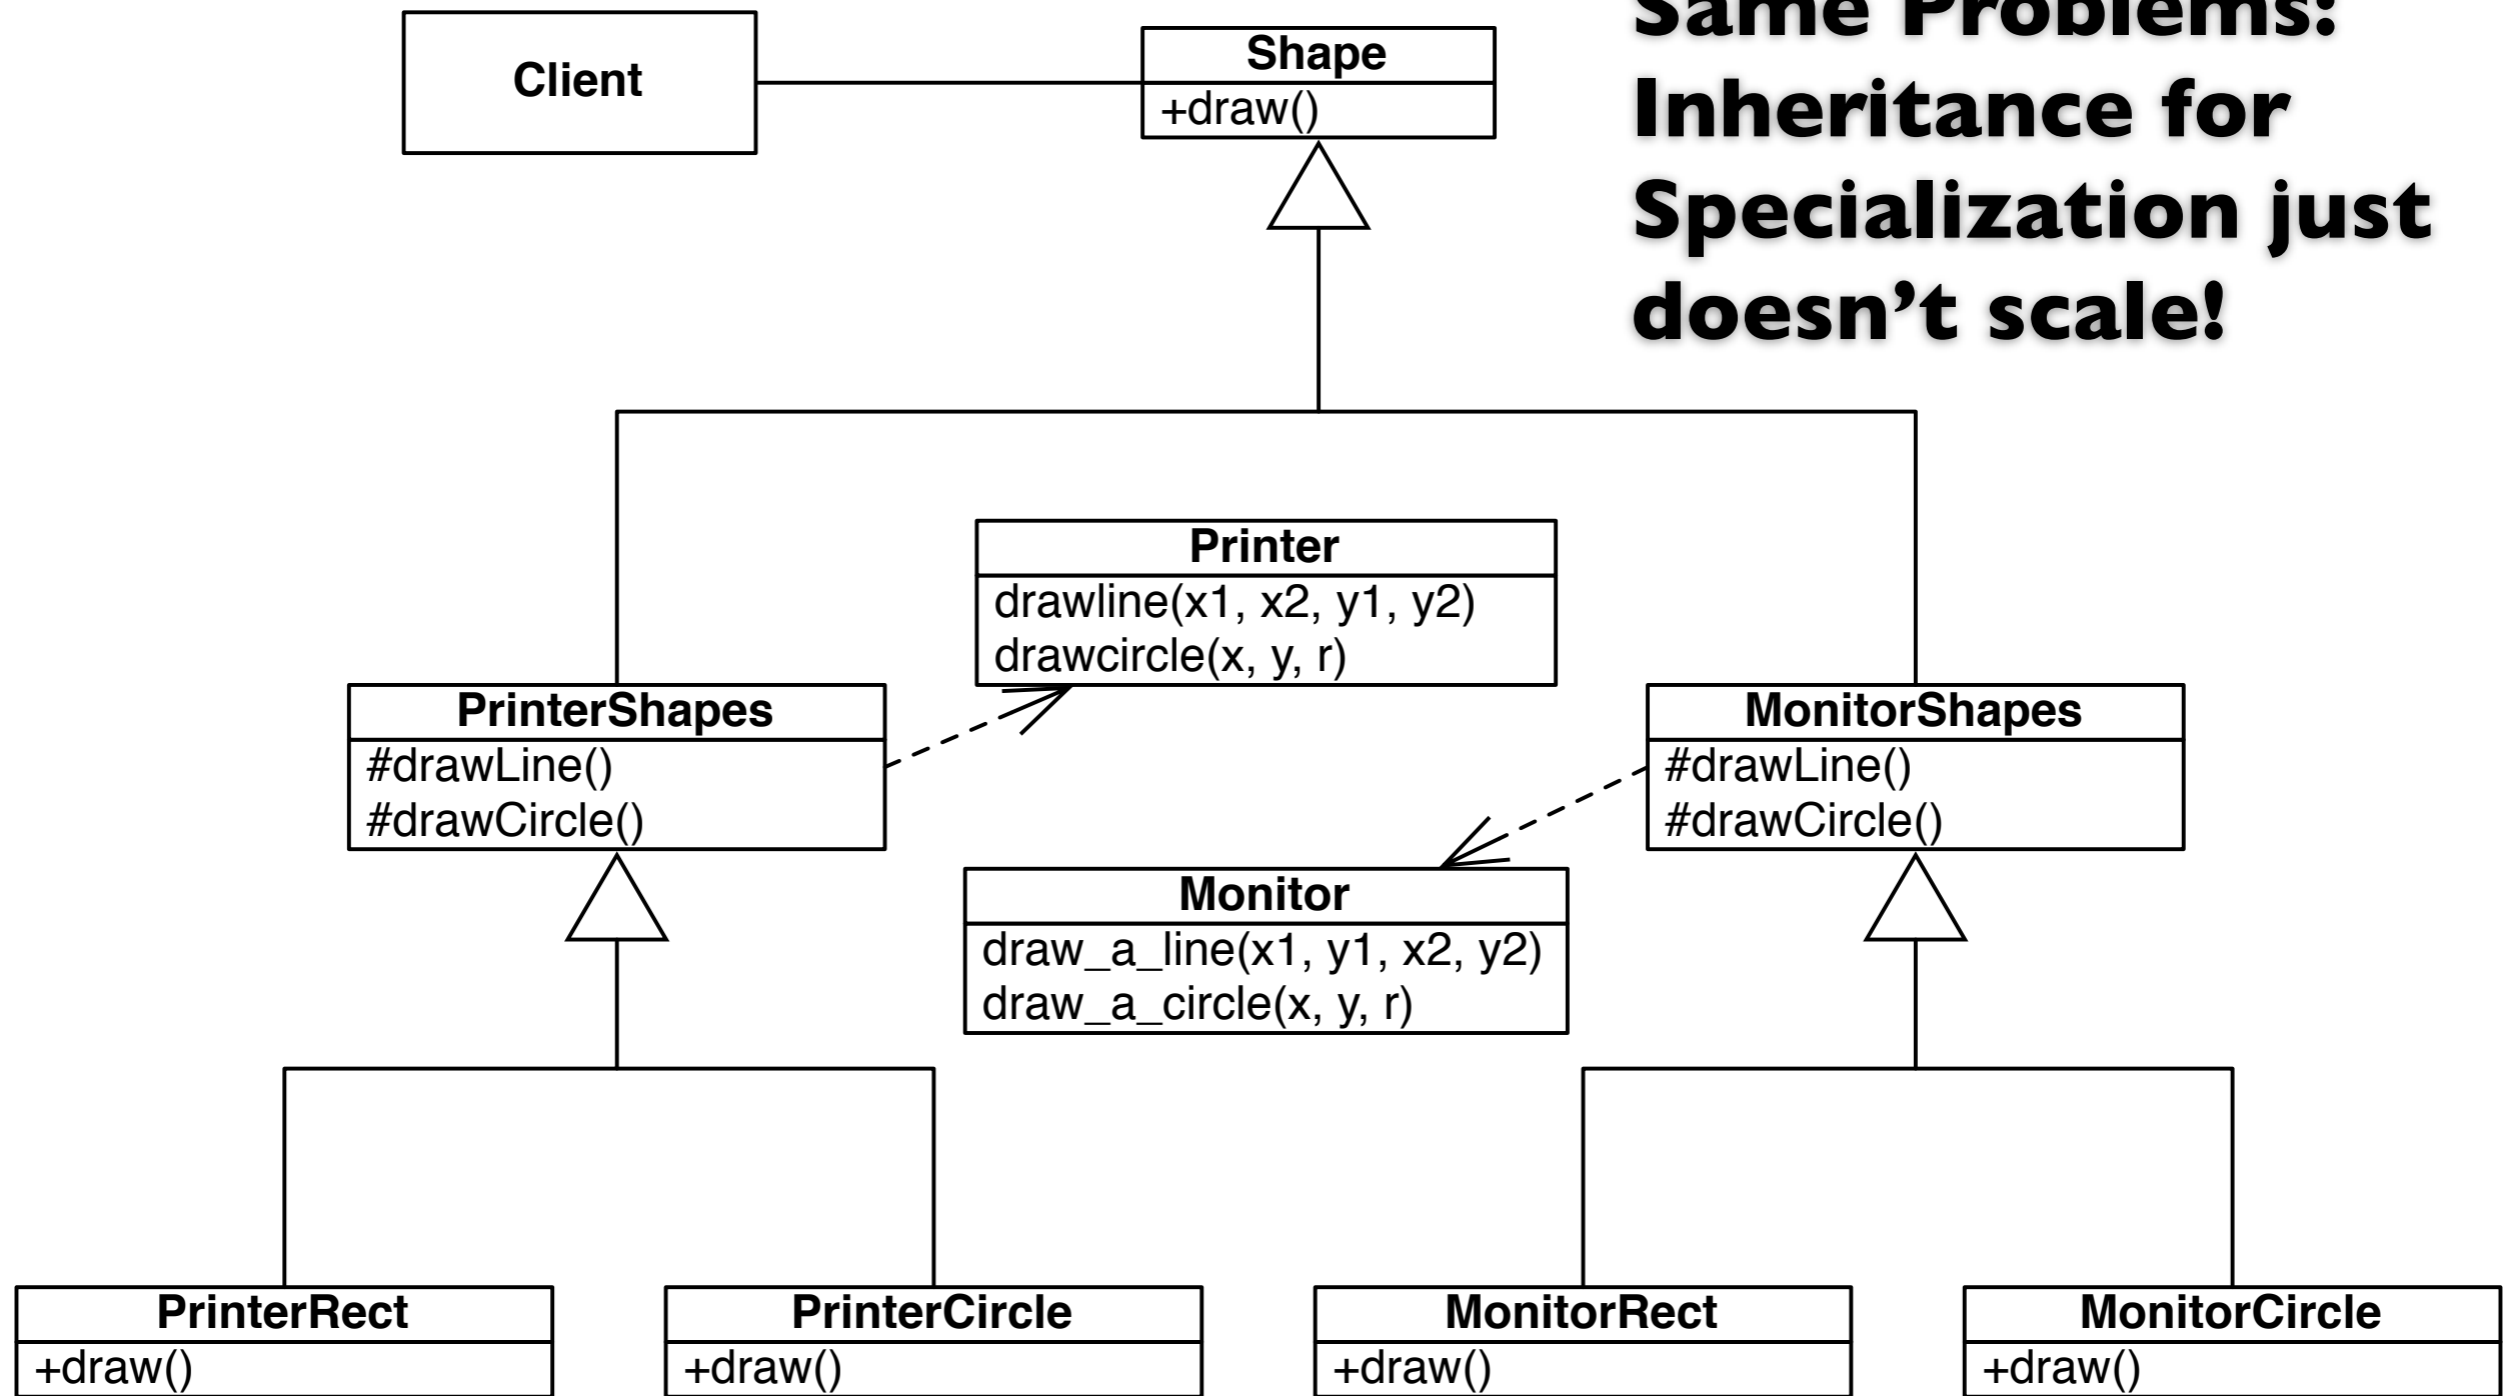 Same Problems:
Inheritance for
Specialization just
doesn't scale!
Client
Shape
+draw()
Printer
drawline(x1, x2, y1, y2)
drawcircle(x, y, r)
PrinterShapes
#drawLine()
#drawCircle()
MonitorShapes
#drawLine()
#drawCircle()
Monitor
draw_a_line(x1, y1, x2, y2)
draw_a_circle(x, y, r)
PrinterRect
+draw()
PrinterCircle
+draw()
MonitorRect
+draw()
MonitorCircle
+draw()